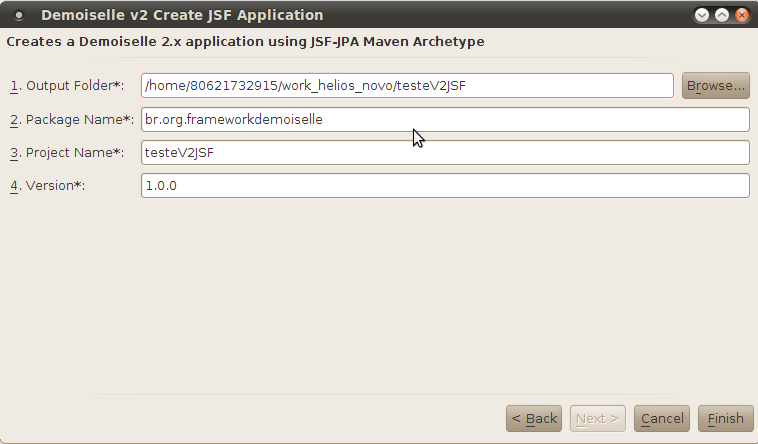 Demoiselle v2 Create JSF Application
Creates a Demoiselle 2.x application using JSF-JPA Maven Archetype
1. Output Folder*: /home/80621732915/work_helios_novo/testeV2JSF Browse...
2. Package Name*: br.org.frameworkdemoiselle
3. Project Name*: testeV2JSF
4. Version*: 1.0.0
< Back Next > Cancel Finish